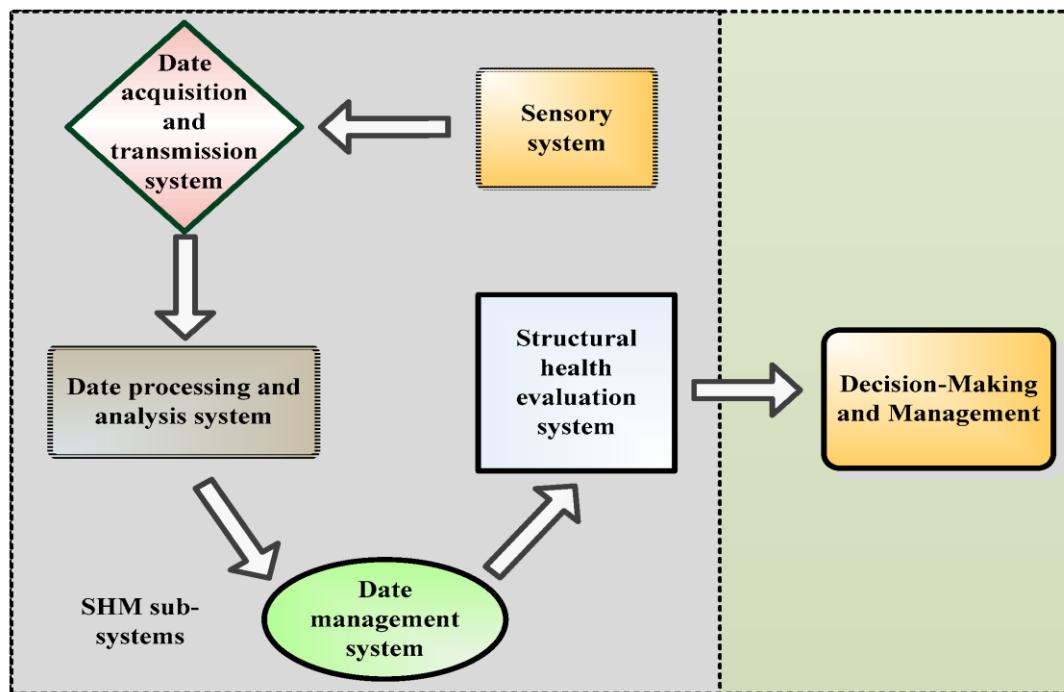 Date
acquisition
and
transmission
system
Sensory
system
Date processing and
analysis system
Structural
health
evaluation
system
Decision-Making
and Management
SHM sub-
systems
Date
management
system